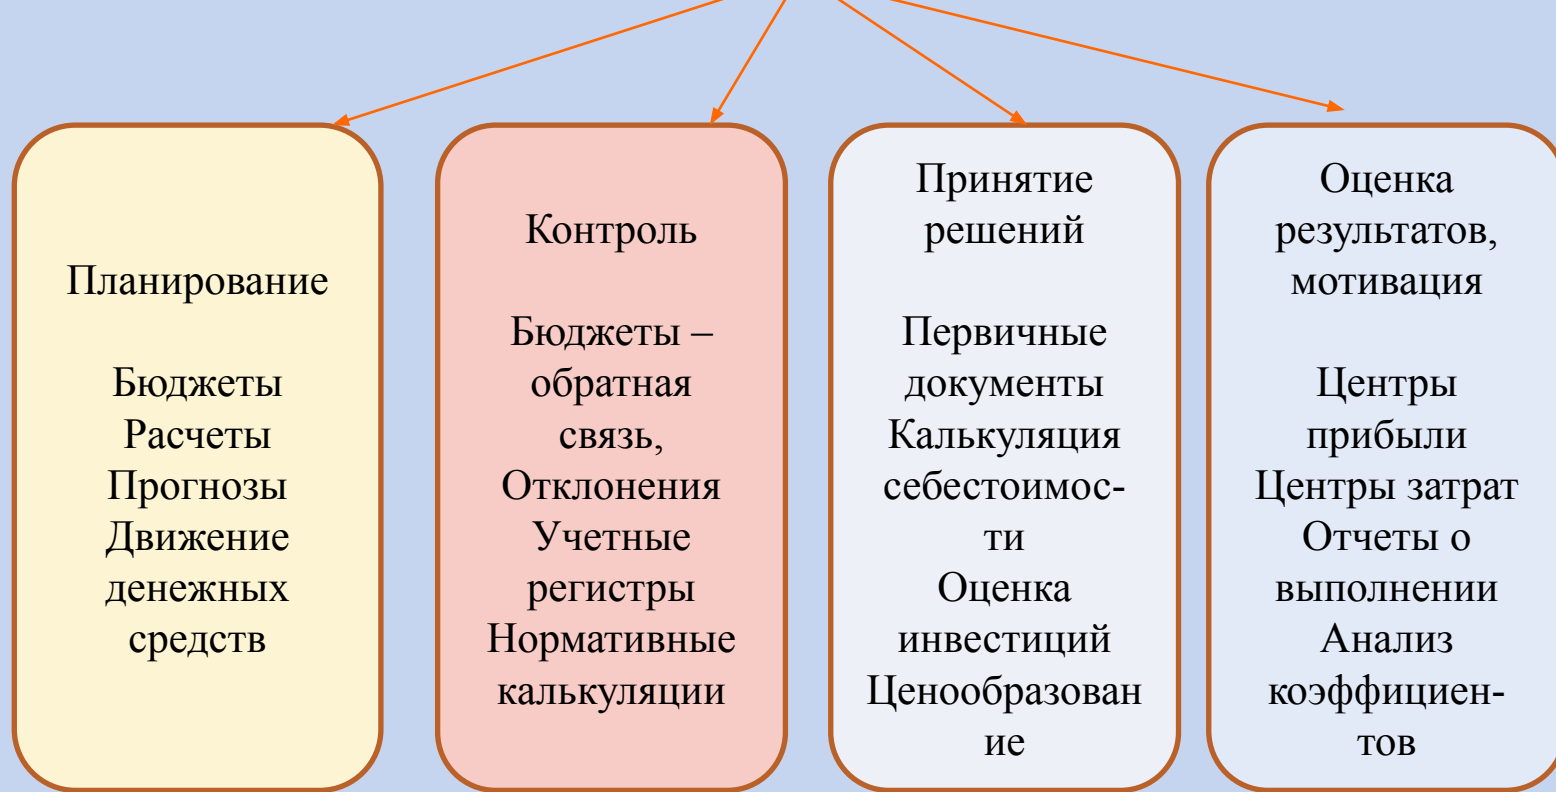 Планирование
Бюджеты
Расчеты
Прогнозы
Движение
денежных
средств
Контроль
Бюджеты –
обратная
связь,
Отклонения
Учетные
регистры
Нормативные
калькуляции
Принятие
решений
Первичные
документы
Калькуляция
себестоимос-
ти
Оценка
инвестиций
Ценообразован
ие
Оценка
результатов,
мотивация
Центры
прибыли
Центры затрат
Отчеты о
выполнении
Анализ
коэффициен-
тов